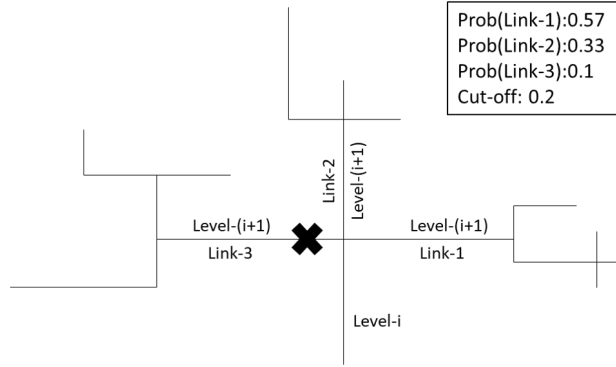 Prob(Link-1):0.57
Prob(Link-2):0.33
Prob(Link-3):0.1
Cut-off: 0.2
Link-2
Level-(i+1)
Level-(i+1)
Link-3
Level-(i+1)
Link-1
Level-i